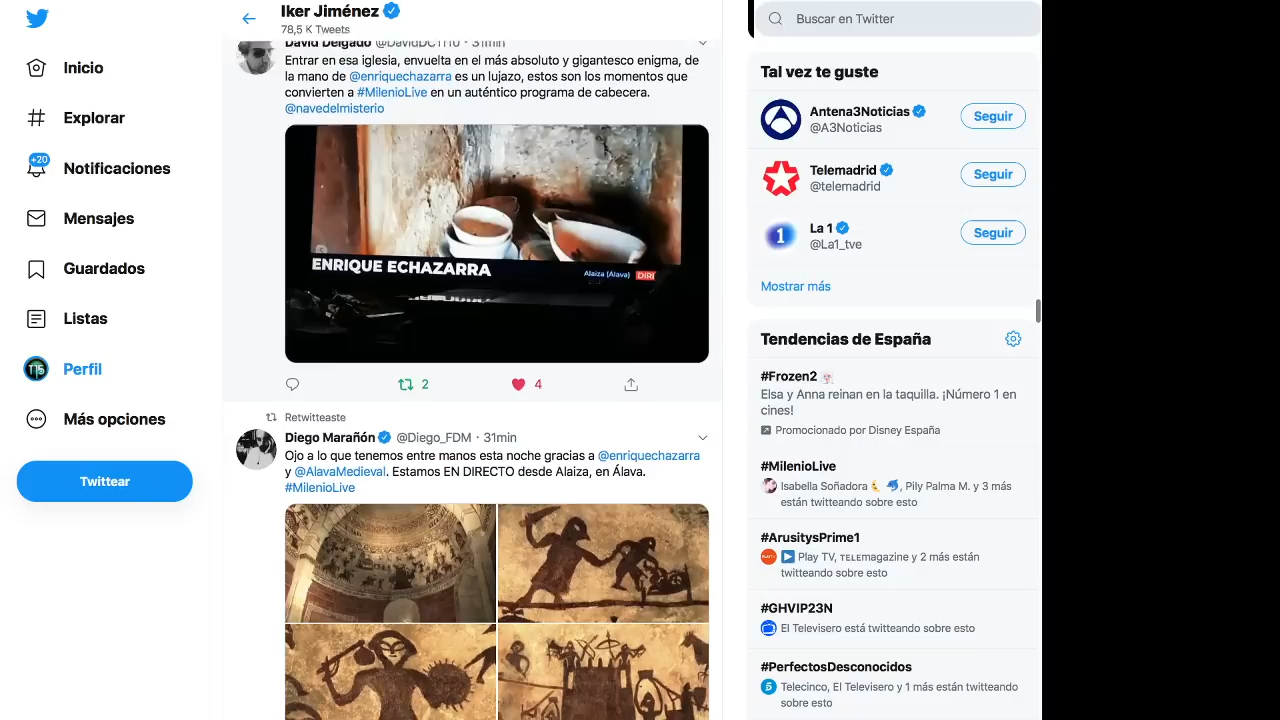 Inicio
Explorar
+20
Notificaciones
Mensajes
Guardados
Listas
Perfil
Más opciones
Twittear
Iker Jiménez
78,5 K Tweets
David Delgado @DavidDC1110 · 31min
Entrar en esa iglesia, envuelta en el más absoluto y gigantesco enigma, de
la mano de @enriquechazarra es un lujazo, estos son los momentos que
convierten a #MilenioLive en un auténtico programa de cabecera.
@navedelmisterio
ENRIQUE ECHAZARRA
Alaiza (Álava)
2
4
Retwitteaste
Diego Marañón @Diego_FDM · 31min
Ojo a lo que tenemos entre manos esta noche gracias a @enriquechazarra
y @AlavaMedieval. Estamos EN DIRECTO desde Alaiza, en Álava.
#MilenioLive
Buscar en Twitter
Tal vez te guste
Antena3Noticias
@A3Noticias
Seguir
Telemadrid
@telemadrid
Seguir
1
La 1
@La1_tve
Seguir
Mostrar más
Tendencias de España
#Frozen2
Elsa y Anna reinan en la taquilla. ¡Número 1 en
cines!
Promocionado por Disney España
#MilenioLive
Isabella Soñadora, Pily Palma M. y 3 más
están twitteando sobre esto
#ArusitysPrime1
Play TV, TELEmagazine y 2 más están
twitteando sobre esto
#GHVIP23N
El Televisero está twitteando sobre esto
#PerfectosDesconocidos
5
Telecinco, El Televisero y 1 más están twitteando
sobre esto